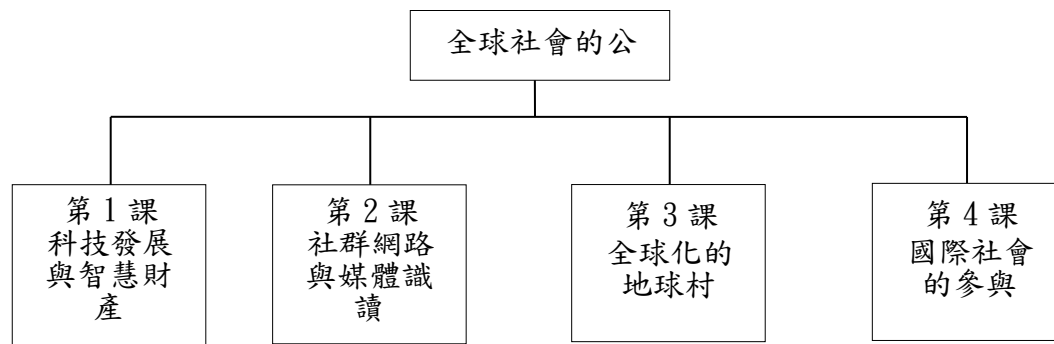 全球社會的公
第 1 課
科技發展
與智慧財
產
第 2 課
社群網路
與媒體識
讀
第 3 課
全球化的
地球村
第 4 課
國際社會
的參與